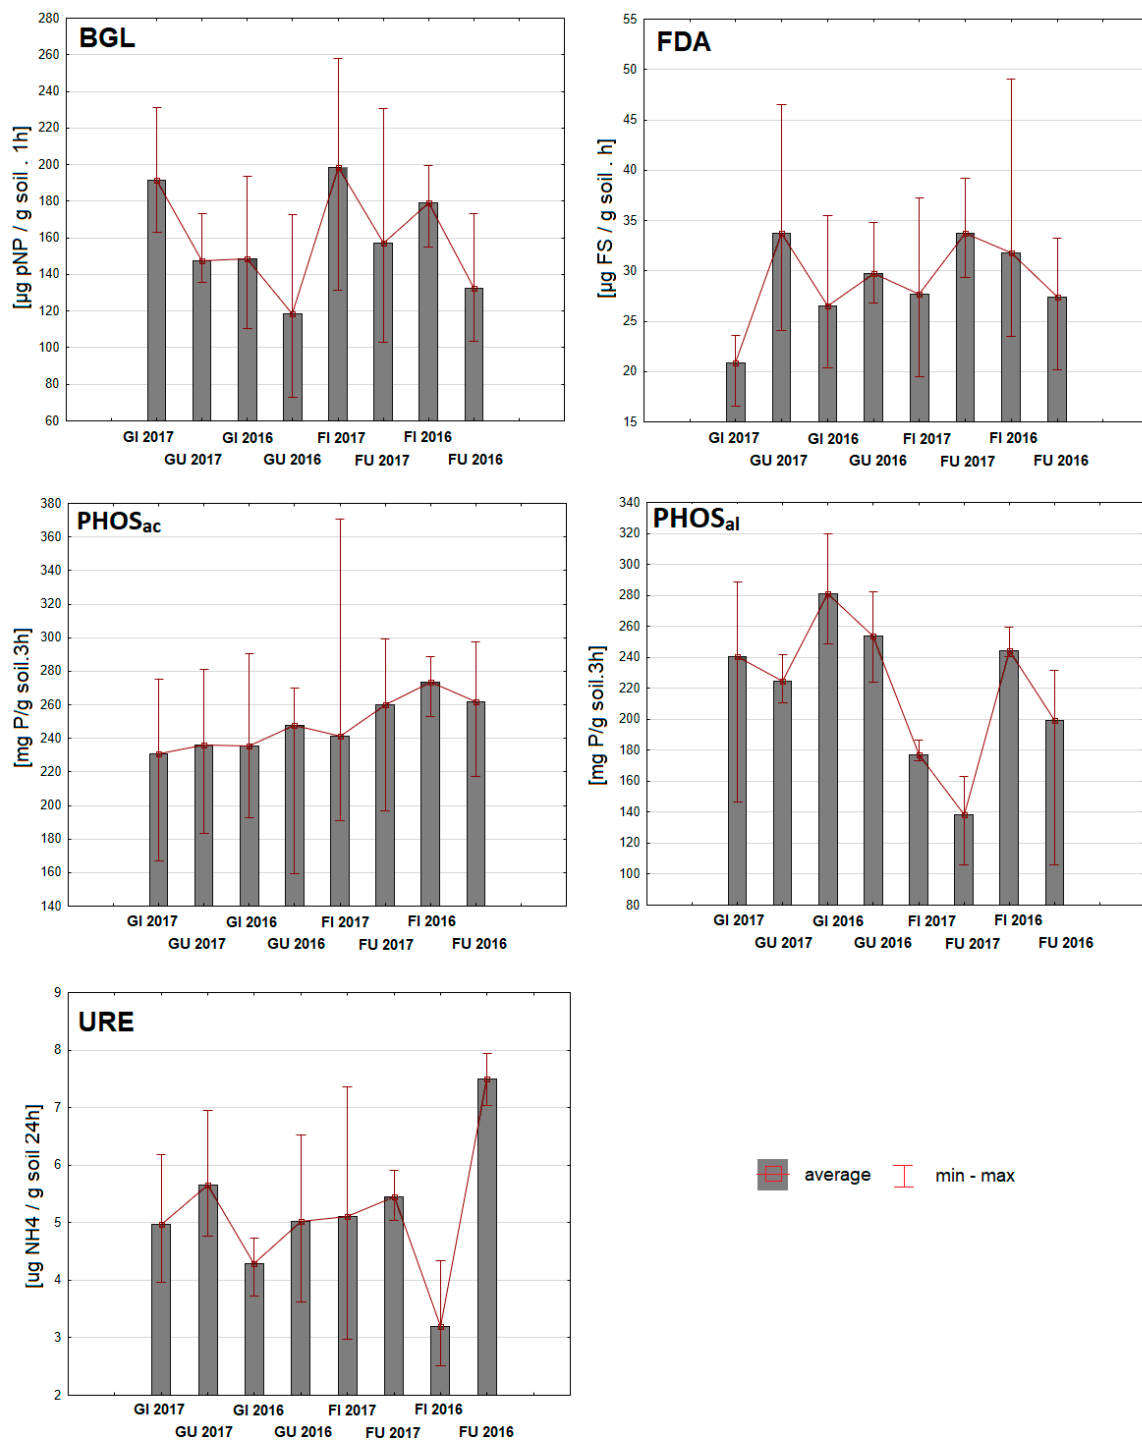 BGL
[µg pNP / g soil . 1h]
280
260
240
220
200
180
160
140
120
100
80
60
GI 2017 GI 2016 FI 2017 FI 2016
GU 2017 GU 2016 FU 2017 FU 2016
FDA
[µg FS / g soil . h]
55
50
45
40
35
30
25
20
15
GI 2017 GI 2016 FI 2017 FI 2016
GU 2017 GU 2016 FU 2017 FU 2016
PHOSac
[mg P/g soil.3h]
380
360
340
320
300
280
260
240
220
200
180
160
140
GI 2017 GI 2016 FI 2017 FI 2016
GU 2017 GU 2016 FU 2017 FU 2016
PHOSal
[mg P/g soil.3h]
340
320
300
280
260
240
220
200
180
160
140
120
100
80
GI 2017 GI 2016 FI 2017 FI 2016
GU 2017 GU 2016 FU 2017 FU 2016
URE
[ug NH4 / g soil 24h]
9
8
7
6
5
4
3
2
GI 2017 GI 2016 FI 2017 FI 2016
GU 2017 GU 2016 FU 2017 FU 2016
average min - max